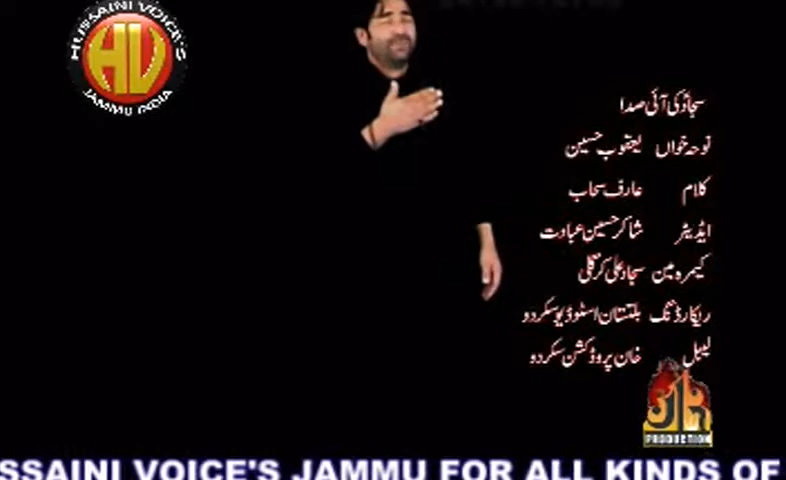 HUSSAINI VOICE'S
HV
JAMMU INDIA
سجادؑ کی آئی صدا
نوحہ خواں یعقوب حسین
کلام عارف سحاب
ایڈیٹر شاکر حسین عبادت
کیمرہ مین سجاد علی کرگلی
ریکارڈنگ بلتستان اسٹوڈیو سکردو
لیبل خان پروڈکشن سکردو
PRODUCTION
SSAINI VOICE'S JAMMU FOR ALL KINDS OF